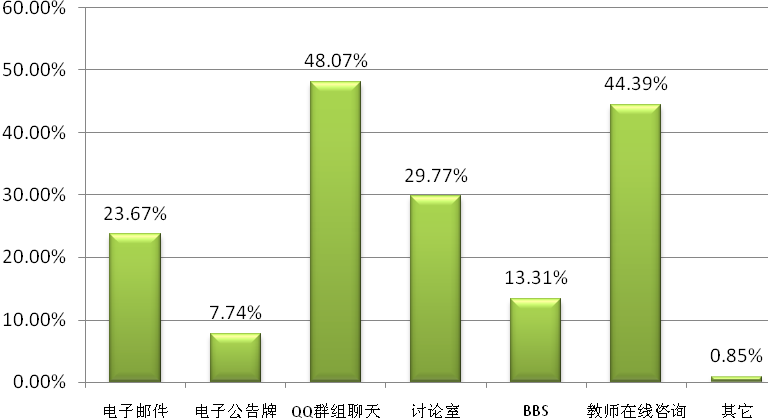 60.00%
50.00%
40.00%
30.00%
20.00%
10.00%
0.00%
23.67%
7.74%
48.07%
29.77%
13.31%
44.39%
0.85%
电子邮件
电子公告牌
QQ群组聊天
讨论室
BBS
教师在线咨询
其它